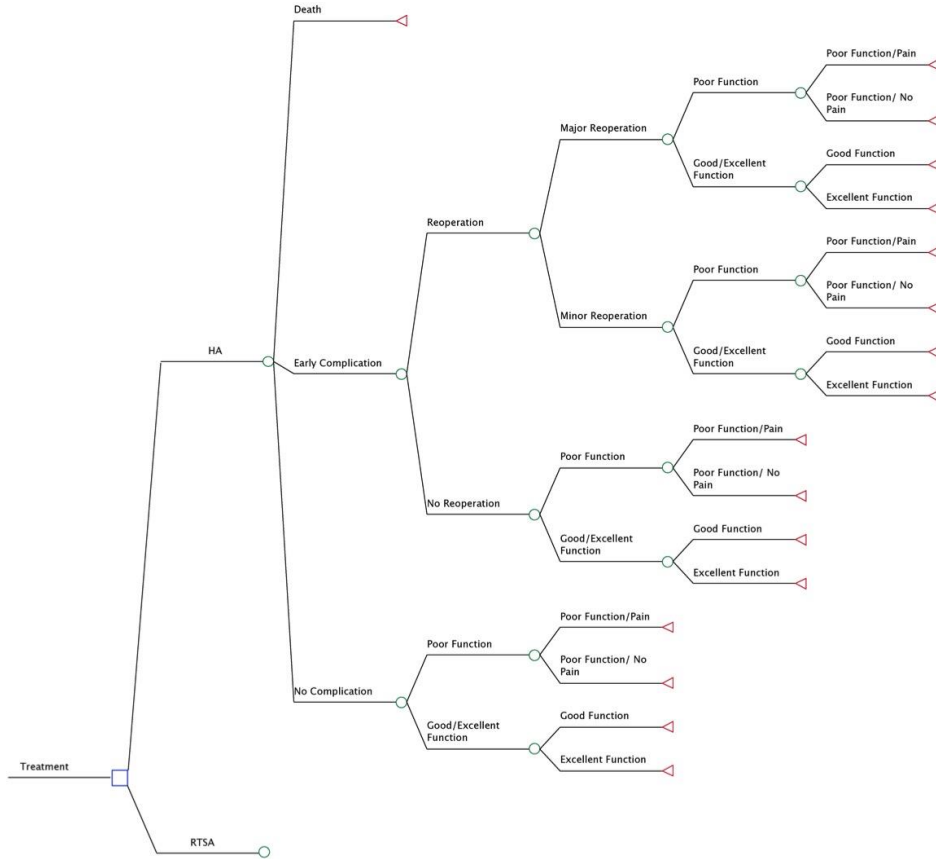 Death
Poor Function/Pain
Poor Function
Poor Function/ No
Pain
Major Reoperation
Good/Excellent
Function
Good Function
Excellent Function
Reoperation
Poor Function/Pain
Poor Function
Poor Function/ No
Pain
Minor Reoperation
Good/Excellent
Function
Good Function
Excellent Function
HA
Early Complication
Poor Function/Pain
Poor Function
Poor Function/ No
Pain
No Reoperation
Good/Excellent
Function
Good Function
Excellent Function
Poor Function/Pain
Poor Function
Poor Function/ No
Pain
No Complication
Good/Excellent
Function
Good Function
Excellent Function
Treatment
RTSA